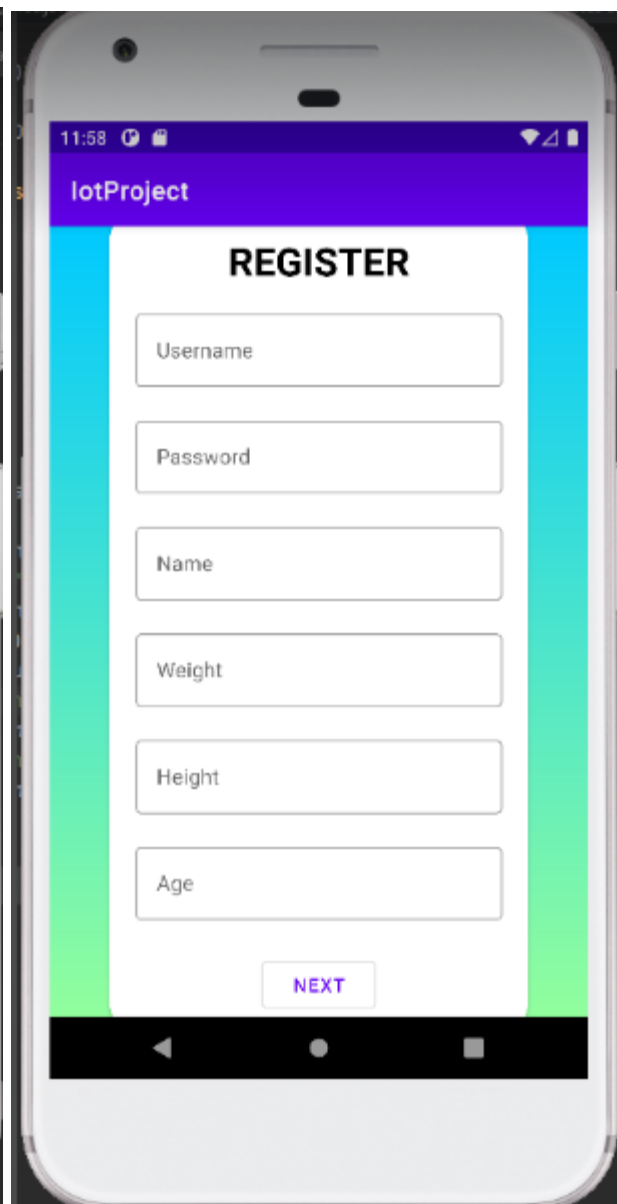 11:58
IotProject
REGISTER
Username
Password
Name
Weight
Height
Age
NEXT